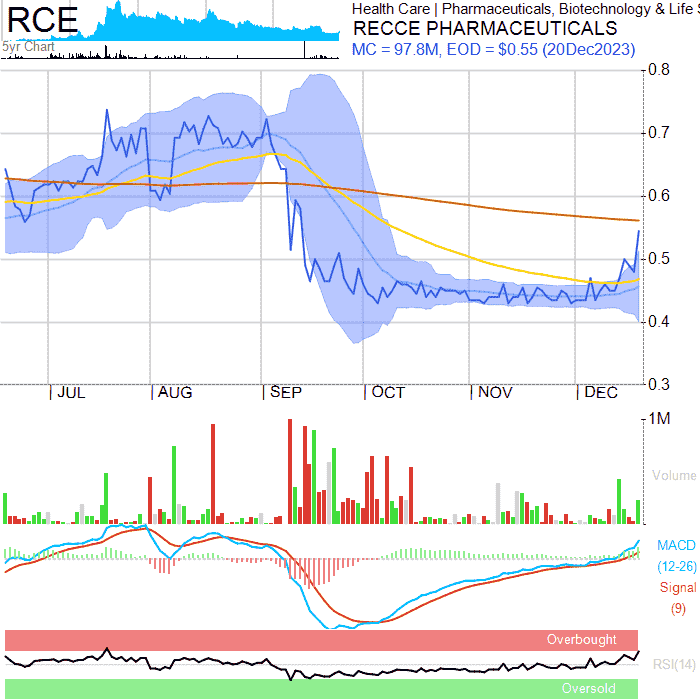 RCE
5yr Chart
Health Care | Pharmaceuticals, Biotechnology & Life S
RECCE PHARMACEUTICALS
MC = 97.8M, EOD = $0.55 (20Dec2023)
0.8
0.7
0.6
0.5
0.4
0.3
JUL
AUG
SEP
OCT
NOV
DEC
1M
Volume
MACD
(12-26)
Signal
(9)
Overbought
RSI(14)
Oversold